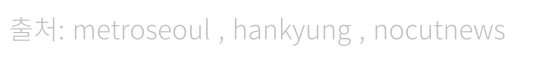 출처: metroseoul , hankyung , nocutnews